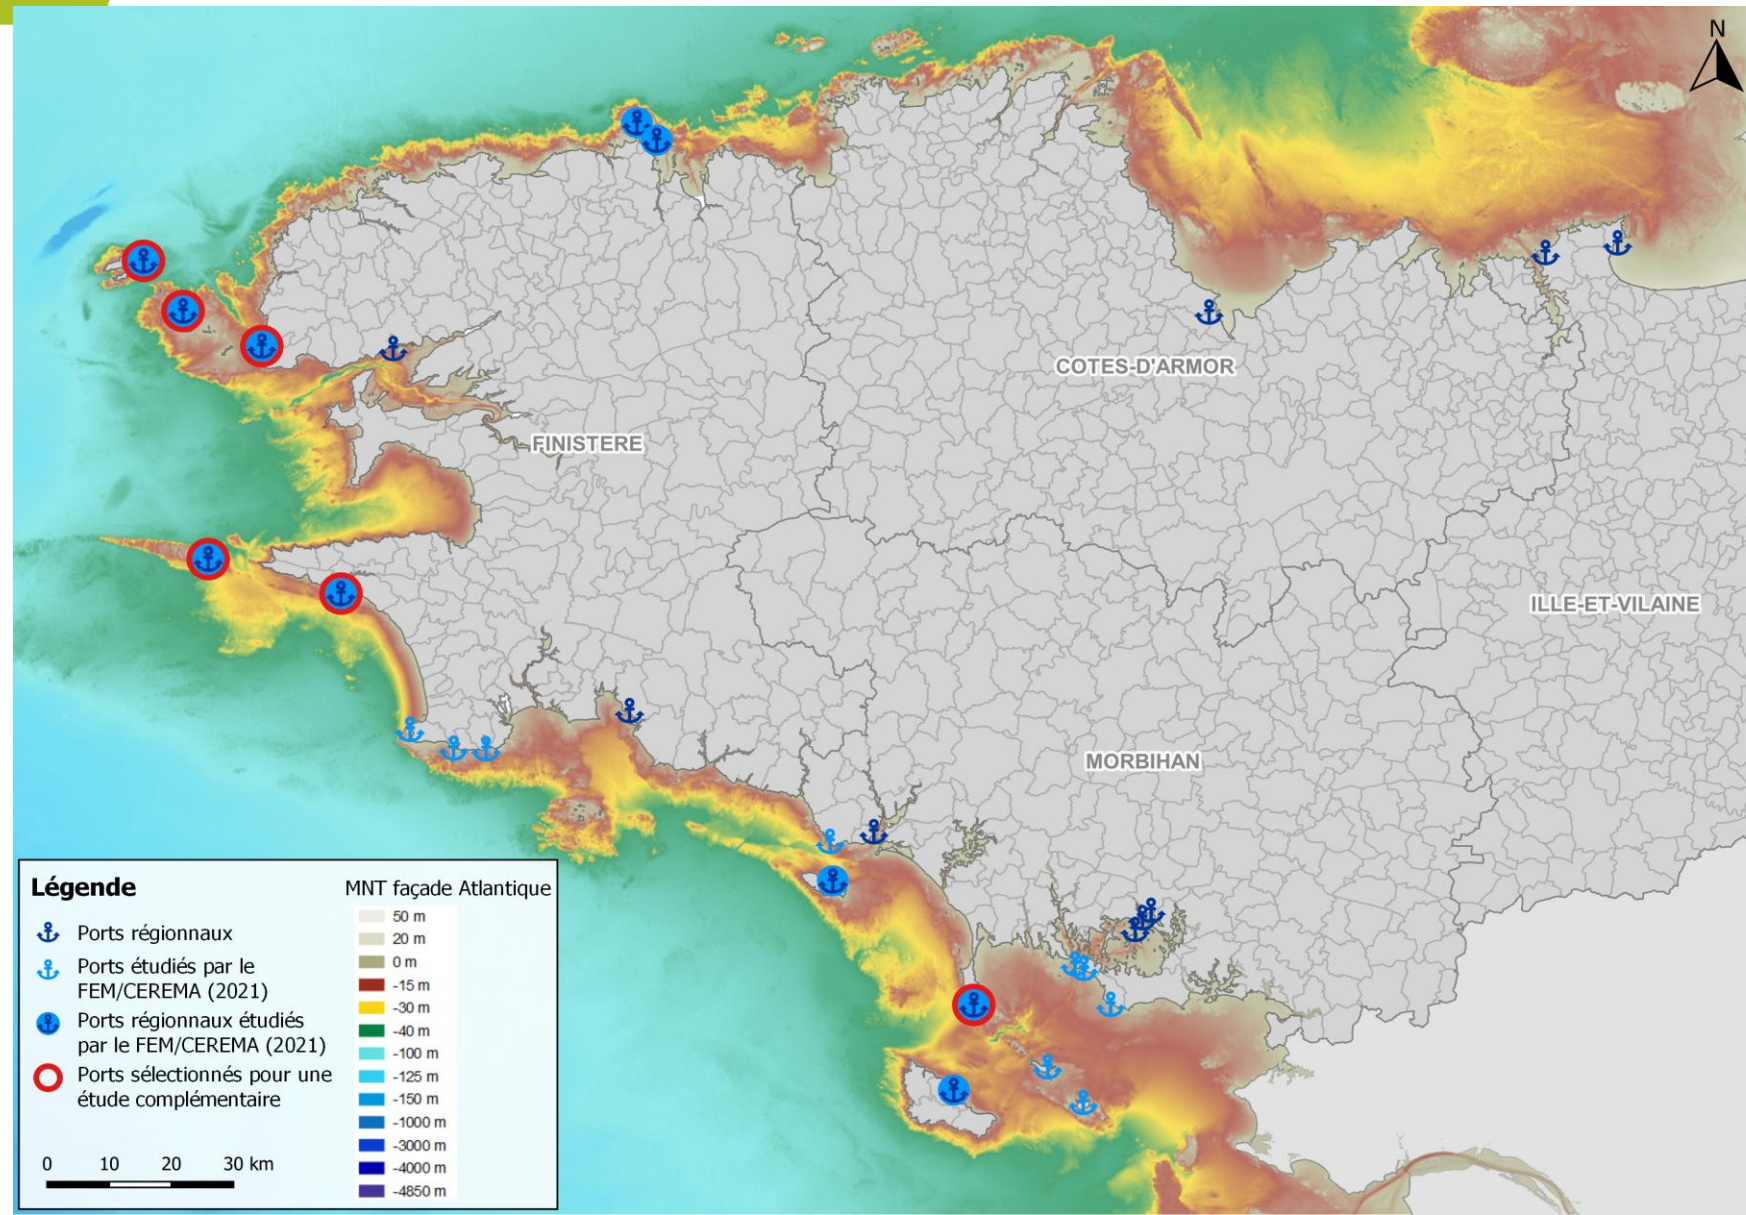 N
COTES-D'ARMOR
FINISTERE
ILLE-ET-VILAINE
MORBIHAN
Légende
Ports régionnaux
Ports étudiés par le
FEM/CEREMA (2021)
Ports régionnaux étudiés
par le FEM/CEREMA (2021)
Ports sélectionnés pour une
étude complémentaire
0 10 20 30 km
MNT façade Atlantique
50 m
20 m
0 m
-15 m
-30 m
-40 m
-100 m
-125 m
-150 m
-1000 m
-3000 m
-4000 m
-4850 m